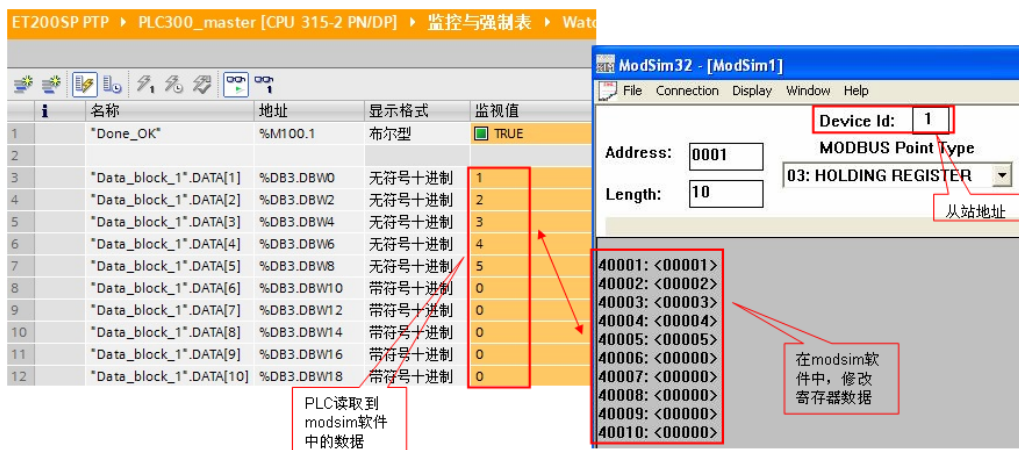 ET200SP PTP ▸ PLC300_master [CPU 315-2 PN/DP] ▸ 监控与强制表 ▸
i 名称 地址 显示格式 监视值
1 "Done_OK" %M100.1 布尔型 TRUE
2
3 "Data_block_1".DATA[1] %DB3.DBW0 无符号十进制 1
4 "Data_block_1".DATA[2] %DB3.DBW2 无符号十进制 2
5 "Data_block_1".DATA[3] %DB3.DBW4 无符号十进制 3
6 "Data_block_1".DATA[4] %DB3.DBW6 无符号十进制 4
7 "Data_block_1".DATA[5] %DB3.DBW8 无符号十进制 5
8 "Data_block_1".DATA[6] %DB3.DBW10 带符号十进制 0
9 "Data_block_1".DATA[7] %DB3.DBW12 带符号十进制 0
10 "Data_block_1".DATA[8] %DB3.DBW14 带符号十进制 0
11 "Data_block_1".DATA[9] %DB3.DBW16 带符号十进制 0
12 "Data_block_1".DATA[10] %DB3.DBW18 带符号十进制 0
PLC读取到
modsim软件
中的数据
ModSim32 - [ModSim1]
File Connection Display Window Help
Device Id: 1
Address: 0001
MODBUS Point Type
03: HOLDING REGISTER
Length: 10
从站地址
40001: <00001>
40002: <00002>
40003: <00003>
40004: <00004>
40005: <00005>
40006: <00000>
40007: <00000>
40008: <00000>
40009: <00000>
40010: <00000>
在modsim软
件中，修改
寄存器数据